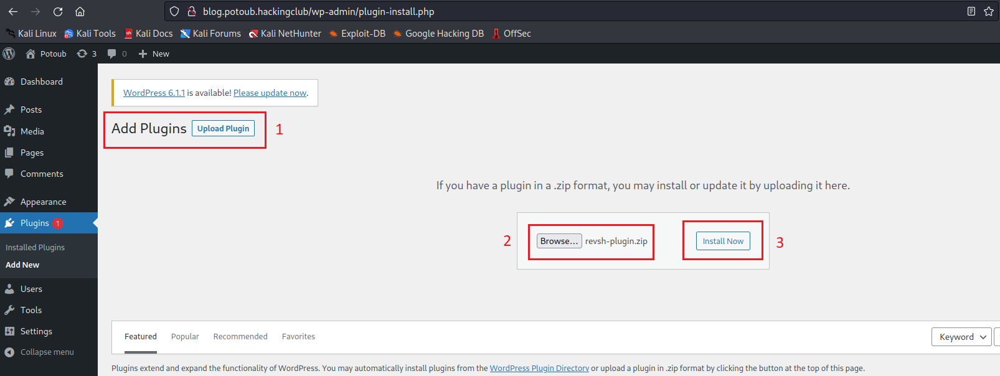 blog.potoub.hackingclub/wp-admin/plugin-install.php
Kali Linux Kali Tools Kali Docs Kali Forums Kali NetHunter Exploit-DB Google Hacking DB OffSec
Potoub 3 0 New
Dashboard
Posts
Media
Pages
Comments
Appearance
Plugins 1
Installed Plugins
Add New
Users
Tools
Settings
Collapse menu
WordPress 6.1.1 is available! Please update now.
Add Plugins Upload Plugin 1
If you have a plugin in a .zip format, you may install or update it by uploading it here.
2 Browse... revsh-plugin.zip Install Now 3
Featured Popular Recommended Favorites Keyword
Plugins extend and expand the functionality of WordPress. You may automatically install plugins from the WordPress Plugin Directory or upload a plugin in .zip format by clicking the button at the top of this page.